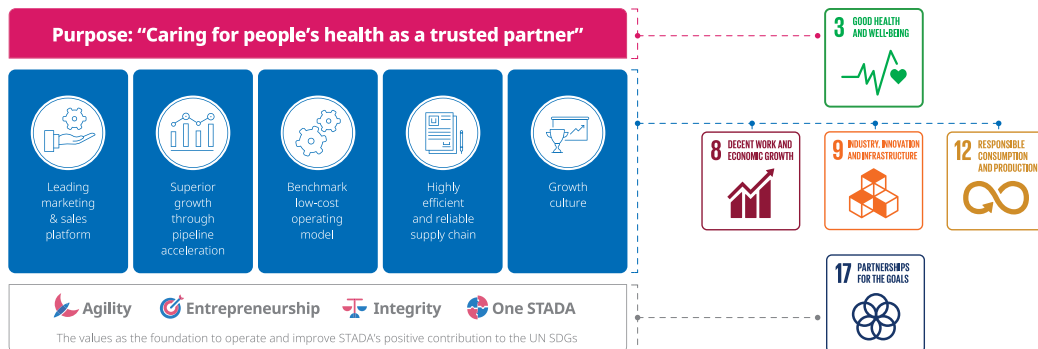 Purpose: “Caring for people’s health as a trusted partner”
Leading
marketing
& sales
platform
Superior
growth
through
pipeline
acceleration
Benchmark
low-cost
operating
model
Highly
efficient
and reliable
supply chain
Growth
culture
Agility
Entrepreneurship
Integrity
One STADA
The values as the foundation to operate and improve STADA’s positive contribution to the UN SDGs
3 GOOD HEALTH
AND WELL-BEING
8 DECENT WORK AND
ECONOMIC GROWTH
9 INDUSTRY, INNOVATION
AND INFRASTRUCTURE
12 RESPONSIBLE
CONSUMPTION
AND PRODUCTION
17 PARTNERSHIPS
FOR THE GOALS